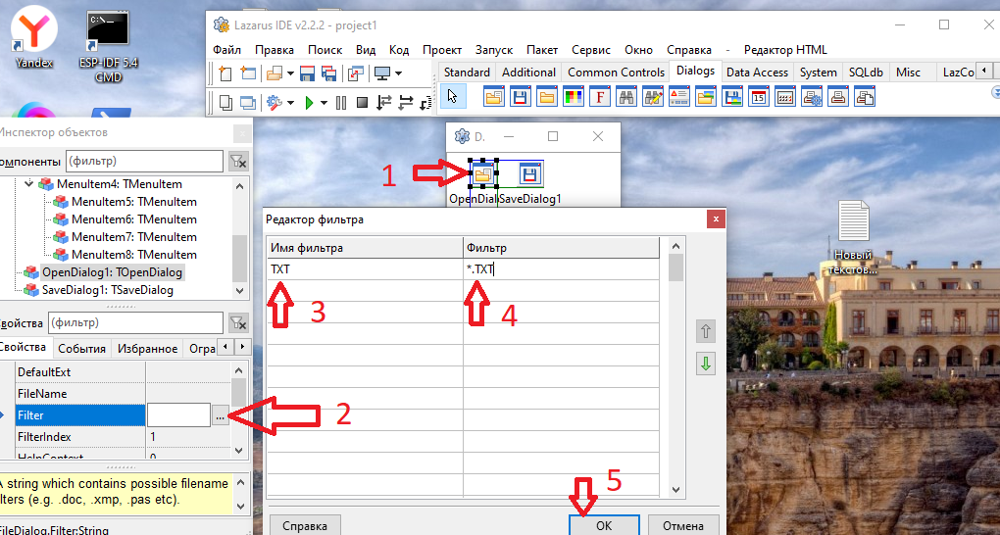 Yandex
ESP-IDF 5.4
CMD
C:\_
Lazarus IDE v2.2.2 - project1
Файл Правка Поиск Вид Код Проект Запуск Пакет Сервис Окно Справка - Редактор HTML
Standard Additional Common Controls Dialogs Data Access System SQLdb Misc LazCo
F
15
Инспектор объектов
омпоненты (фильтр)
MenuItem4: TMenuItem
MenuItem5: TMenuItem
MenuItem6: TMenuItem
MenuItem7: TMenuItem
MenuItem8: TMenuItem
OpenDialog1: TOpenDialog
SaveDialog1: TSaveDialog
войства (фильтр)
Свойства События Избранное Огра
DefaultExt
FileName
Filter ...
FilterIndex 1
HelpContext 0
A string which contains possible filename
ilters (e.g. .doc, .xmp, .pas etc).
FileDialog.Filter:String
D.
1
OpenDial SaveDialog1
Редактор фильтра
x
Имя фильтра Фильтр
TXT *.TXT
3 4
2
5
Справка OK Отмена
Новый
текстов...